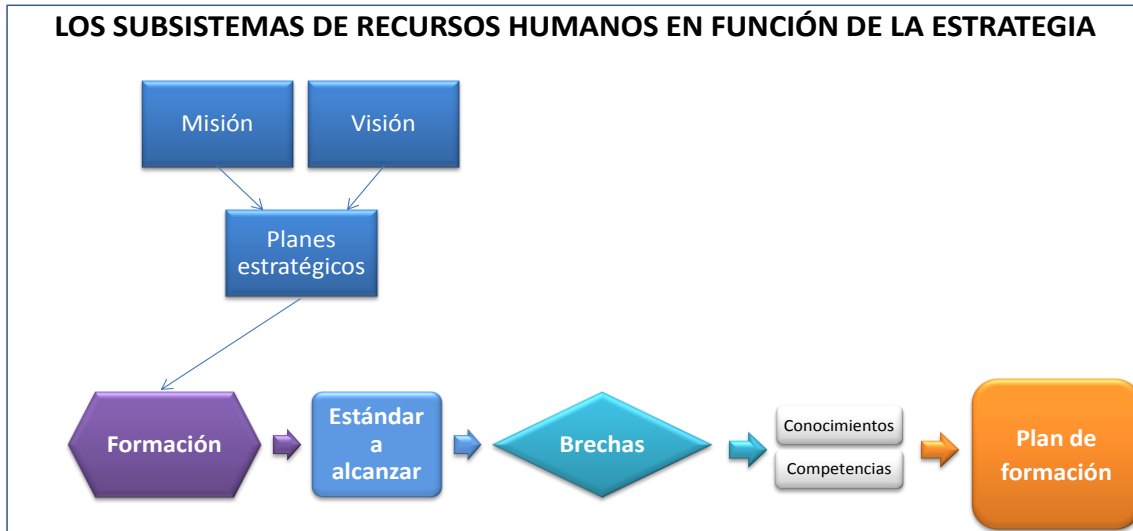 LOS SUBSISTEMAS DE RECURSOS HUMANOS EN FUNCIÓN DE LA ESTRATEGIA
Misión
Visión
Planes
estratégicos
Formación
Estándar
a
alcanzar
Brechas
Conocimientos
Competencias
Plan de
formación